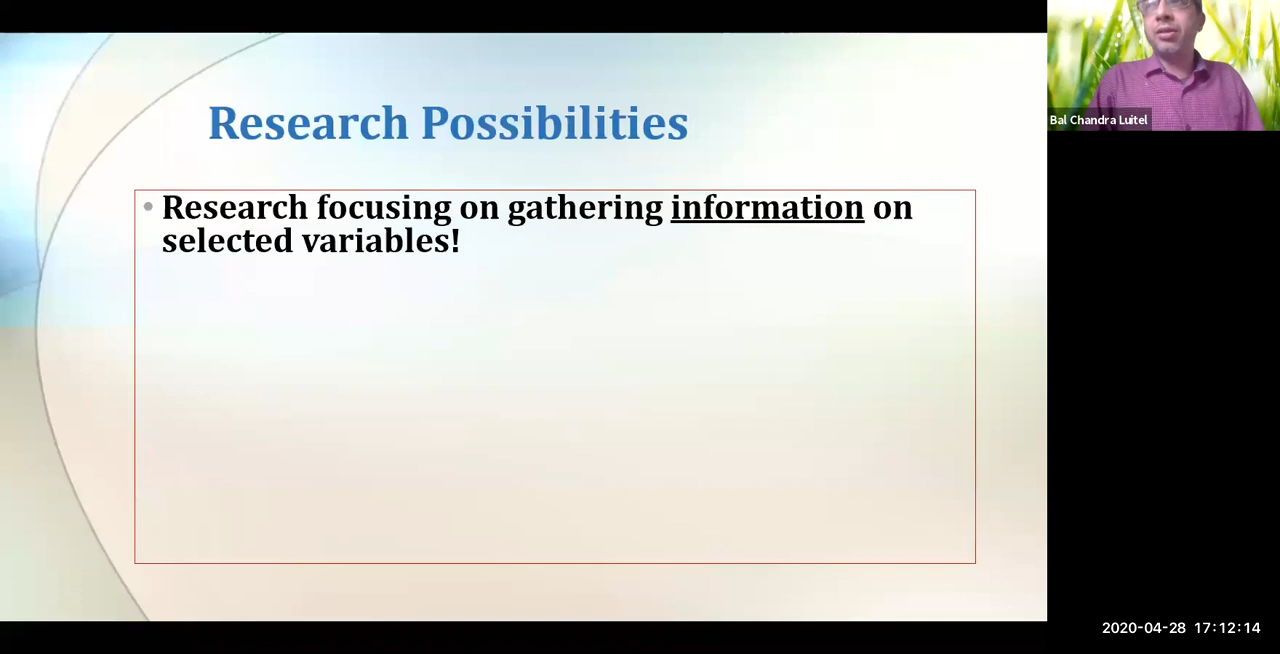 Research Possibilities
• Research focusing on gathering information on
selected variables!
Bal Chandra Luitel
2020-04-28 17:12:14